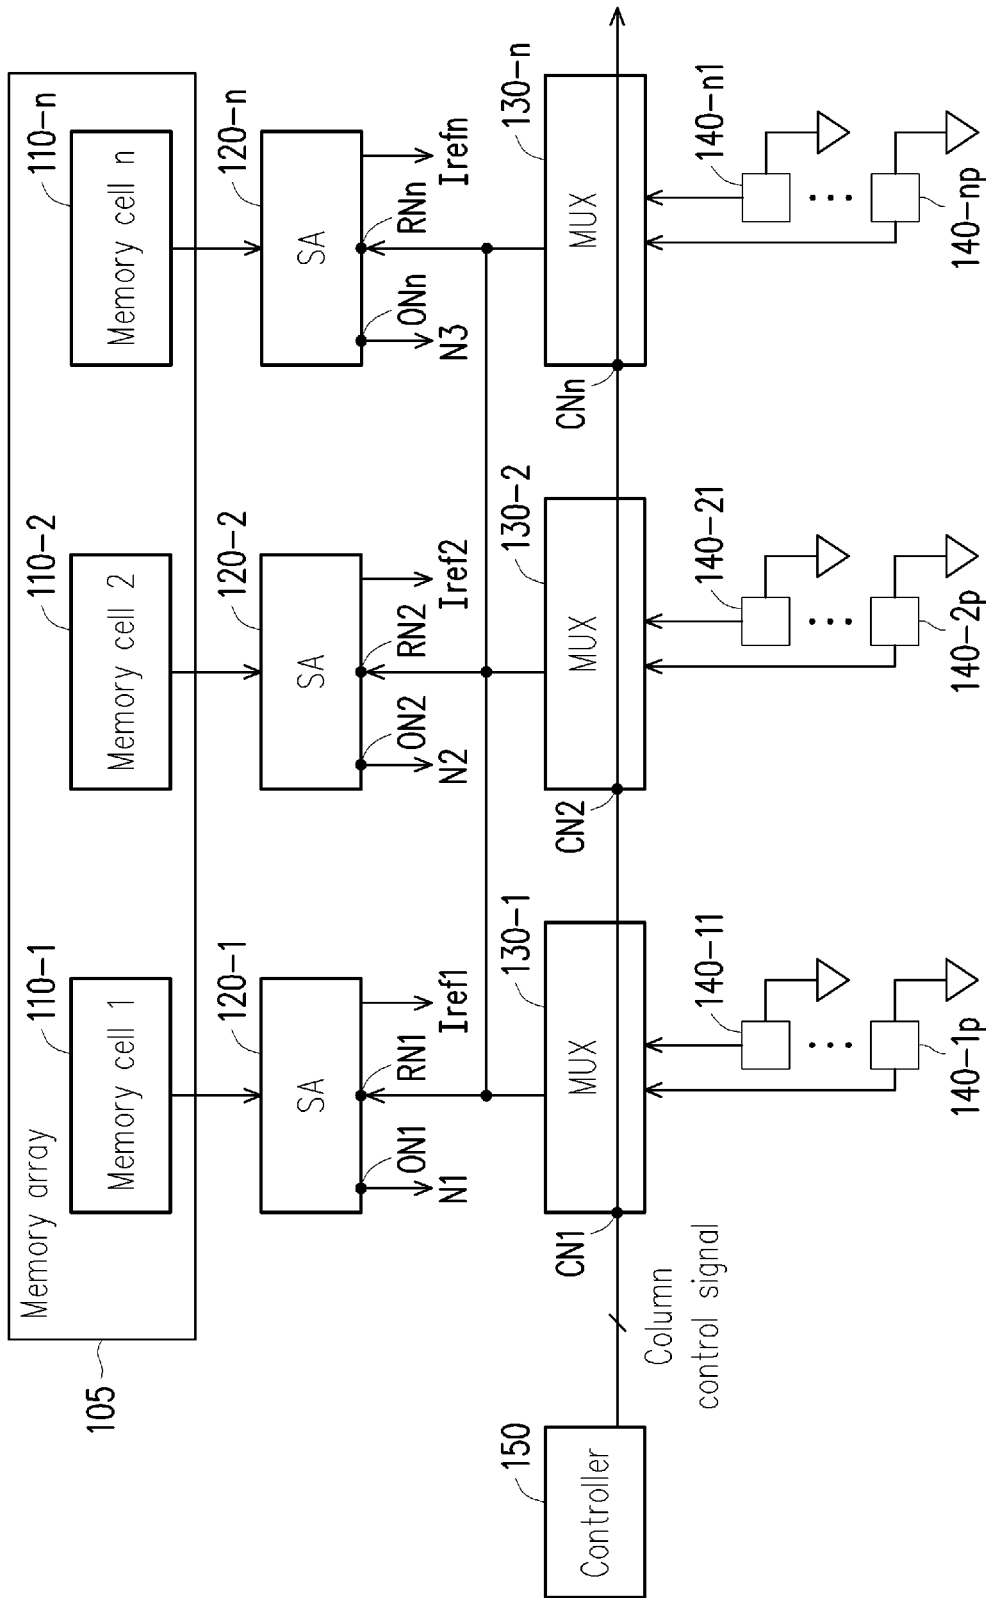 105
Memory array
110-1
Memory cell 1
110-2
Memory cell 2
110-n
Memory cell n
120-1
SA
120-2
SA
120-n
SA
ON1
RN1
Iref1
N1
ON2
RN2
Iref2
N2
ONn
RNn
Irefn
N3
150
Controller
Column
control signal
CN1
130-1
MUX
CN2
130-2
MUX
CNn
130-n
MUX
140-11
140-1p
140-21
140-2p
140-n1
140-np